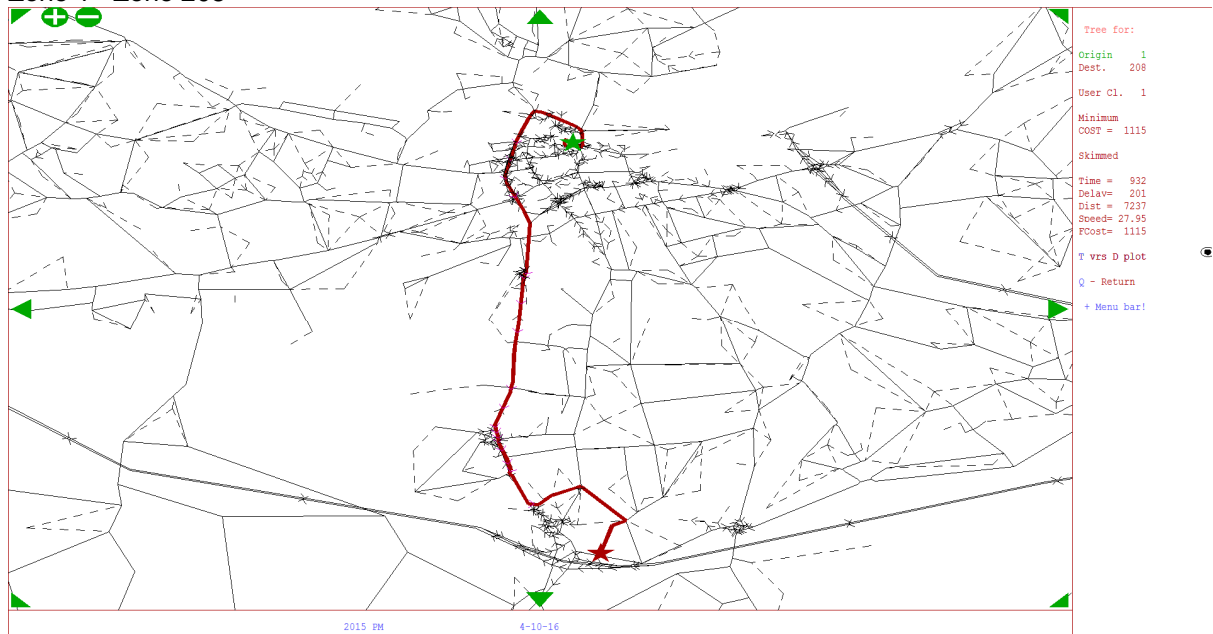 Tree for:
Origin 1
Dest. 208
User Cl. 1
Minimum
COST = 1115
Skimmed
Time = 932
Delay= 201
Dist = 7237
Speed= 27.95
FCost= 1115
T vrs D plot
Q - Return
+ Menu bar!
2015 PM 4-10-16